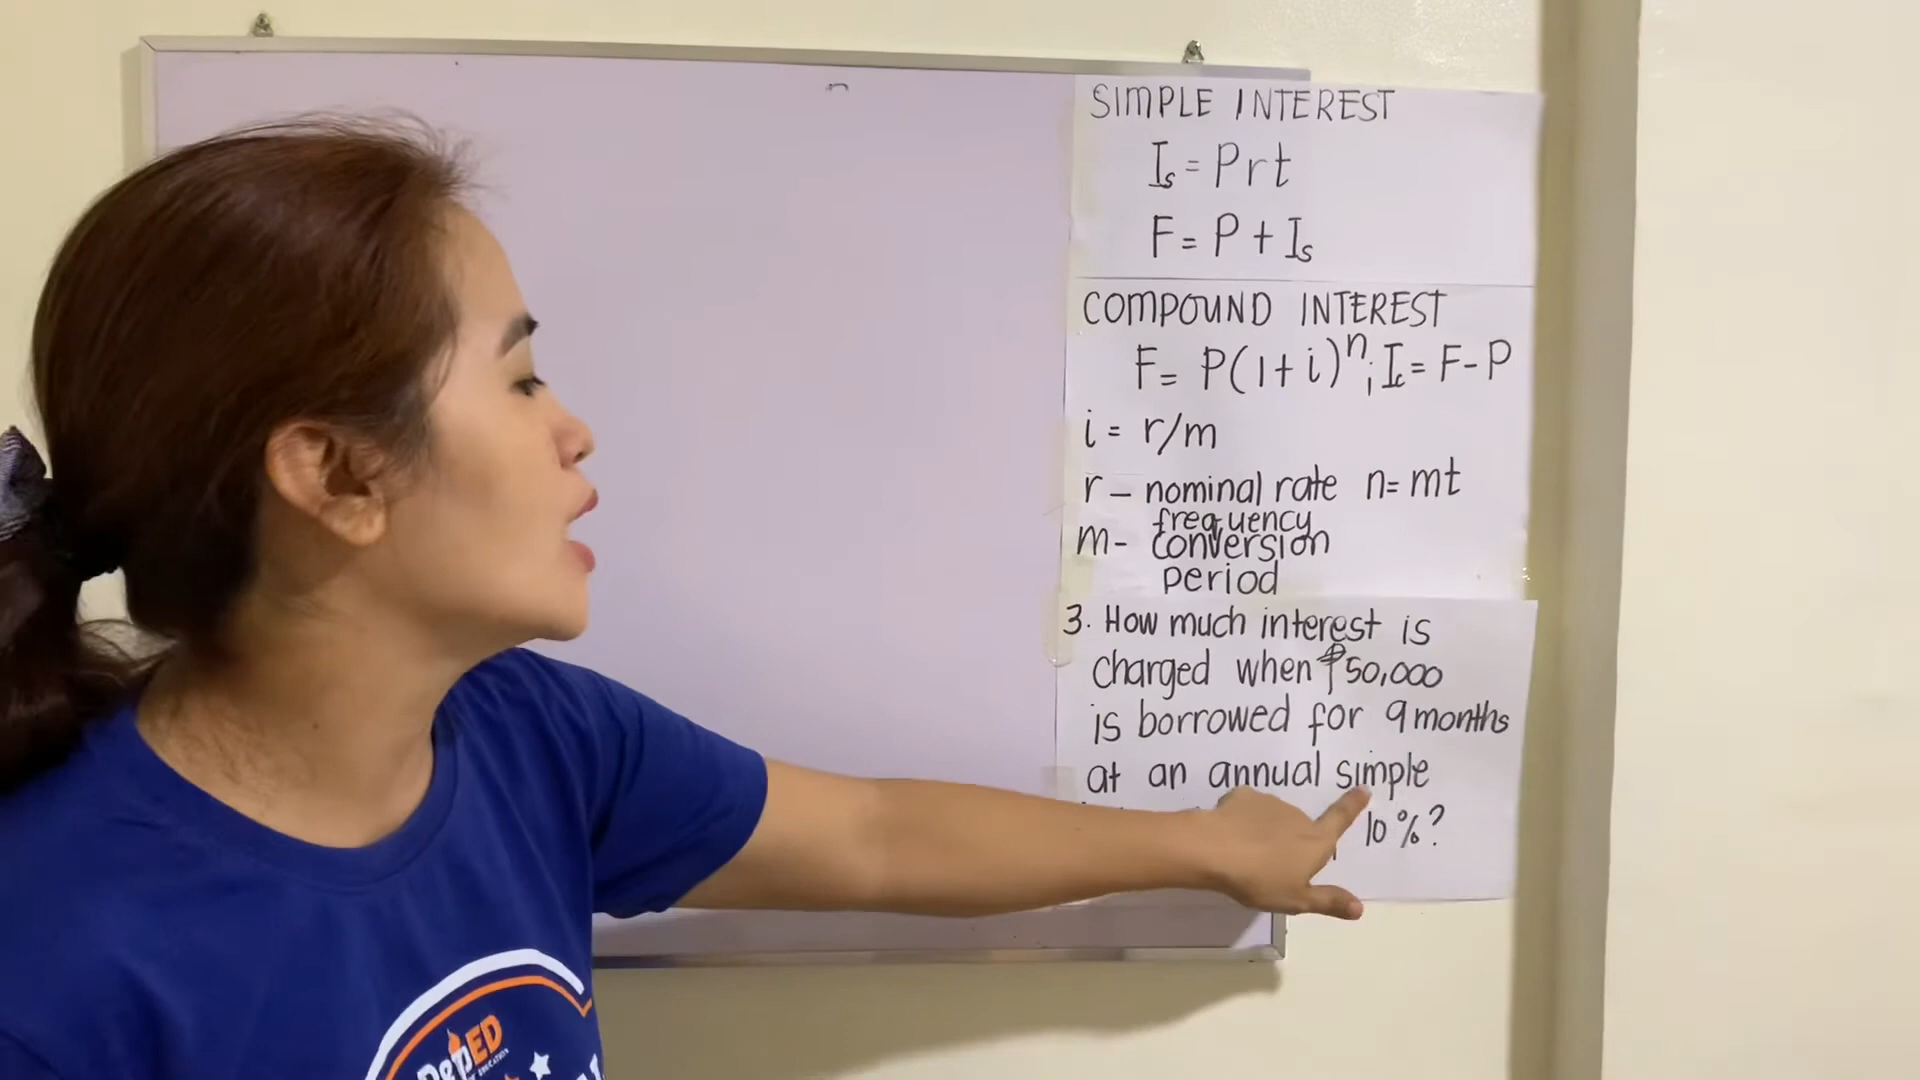 SIMPLE INTEREST
Is = Prt
F = P + Is
COMPOUND INTEREST
F = P(1+i)ⁿ; Ic = F-P
i = r/m
r – nominal rate n=mt
frequency
m- conversion
period
3. How much interest is
charged when ₱50,000
is borrowed for 9 months
at an annual simple
10%?
DepED